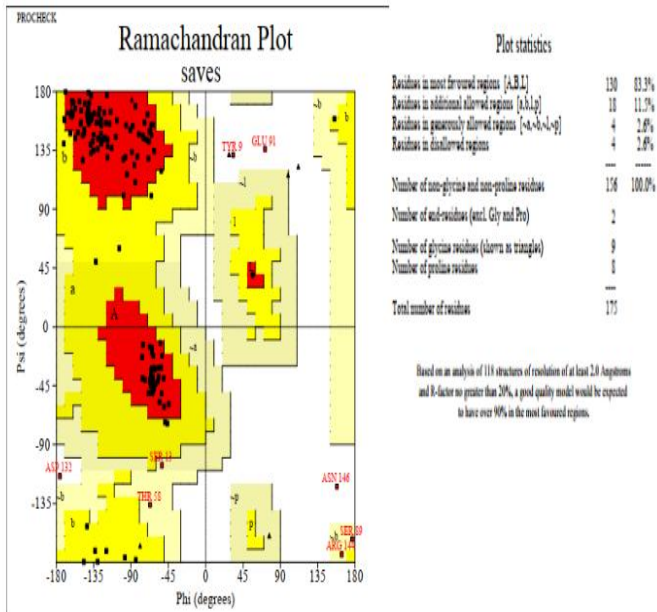 PROCHECK
Ramachandran Plot
saves
180
135
90
45
0
-45
-90
-135
-180
-135
-90
-45
0
45
90
135
180
Psi (degrees)
Phi (degrees)
TYR 9
GLU 91
ASP 132
SER 13
THR 58
ASN 146
SER 89
ARG
A
a
b
b
b
b
l
p
~b
~b
~l
~b
~p
Plot statistics
Residues in most favoured regions [A,B,L] 130 83.3%
Residues in additional allowed regions [a,b,l,p] 18 11.5%
Residues in generously allowed regions [~a,~b,~l,~p] 4 2.6%
Residues in disallowed regions 4 2.6%
---- ------
Number of non-glycine and non-proline residues 156 100.0%
Number of end-residues (excl. Gly and Pro) 2
Number of glycine residues (shown as triangles) 9
Number of proline residues 8
----
Total number of residues 175
Based on an analysis of 118 structures of resolution of at least 2.0 Angstroms
and R-factor no greater than 20%, a good quality model would be expected
to have over 90% in the most favoured regions.